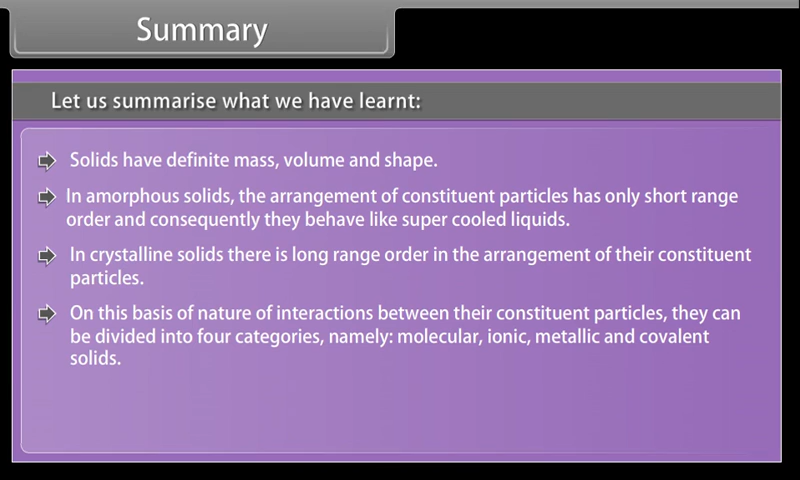 Summary
Let us summarise what we have learnt:
Solids have definite mass, volume and shape.
In amorphous solids, the arrangement of constituent particles has only short range
order and consequently they behave like super cooled liquids.
In crystalline solids there is long range order in the arrangement of their constituent
particles.
On this basis of nature of interactions between their constituent particles, they can
be divided into four categories, namely: molecular, ionic, metallic and covalent
solids.